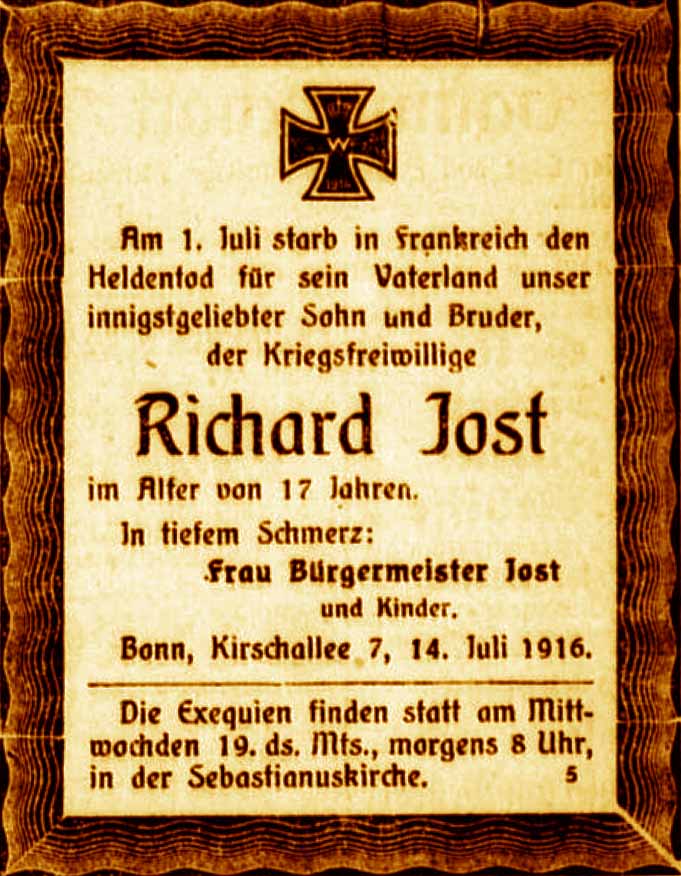 W
1914
Am 1. Juli starb in Frankreich den
Heldentod für sein Vaterland unser
innigstgeliebter Sohn und Bruder,
der Kriegsfreiwillige
Richard Jost
im Alter von 17 Jahren.
In tiefem Schmerz:
Frau Bürgermeister Jost
und Kinder.
Bonn, Kirschallee 7, 14. Juli 1916.
Die Exequien finden statt am Mitt-
wochden 19. ds. Mts., morgens 8 Uhr,
in der Sebastianuskirche. 5